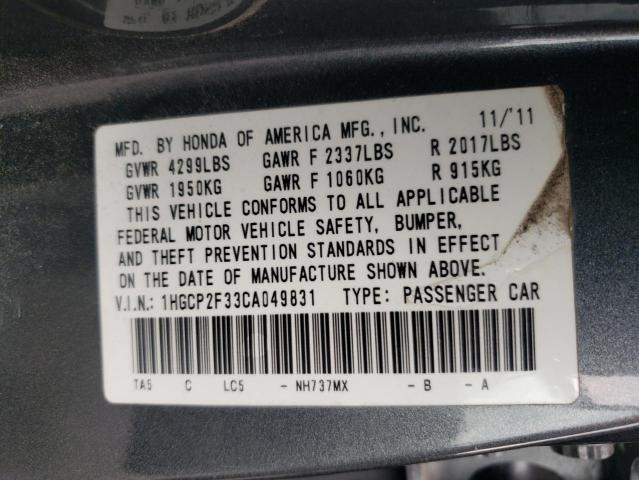 MFD. BY HONDA OF AMERICA MFG., INC. 11/'11
GVWR 4299LBS GAWR F 2337LBS R 2017LBS
GVWR 1950KG GAWR F 1060KG R 915KG
THIS VEHICLE CONFORMS TO ALL APPLICABLE
FEDERAL MOTOR VEHICLE SAFETY, BUMPER,
AND THEFT PREVENTION STANDARDS IN EFFECT
ON THE DATE OF MANUFACTURE SHOWN ABOVE.
V.I.N.: 1HGCP2F33CA049831 TYPE: PASSENGER CAR
TA5 C LC5 - NH737MX - B - A